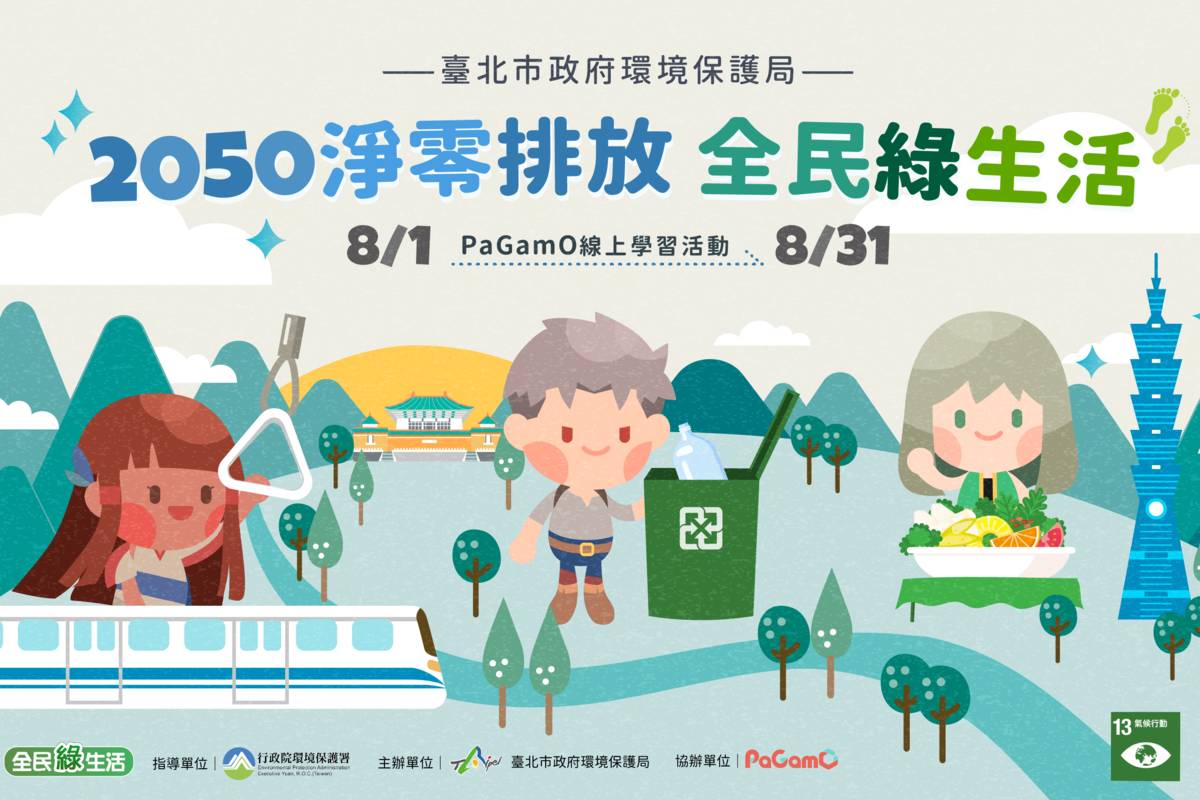 臺北市政府環境保護局
2050淨零排放 全民綠生活
8/1 PaGamO線上學習活動 8/31
全民綠生活
指導單位 | 行政院環境保護署
Environmental Protection Administration
Executive Yuan, R.O.C.(Taiwan)
主辦單位 | Taipei 臺北市政府環境保護局
協辦單位 | PaGamO
13 氣候行動